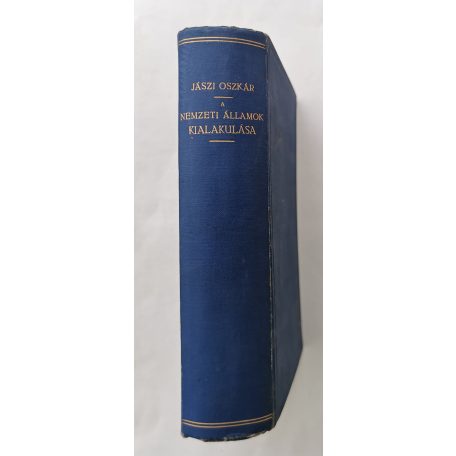 JÁSZI OSZKÁR
A
NEMZETI ÁLLAMOK
KIALAKULÁSA